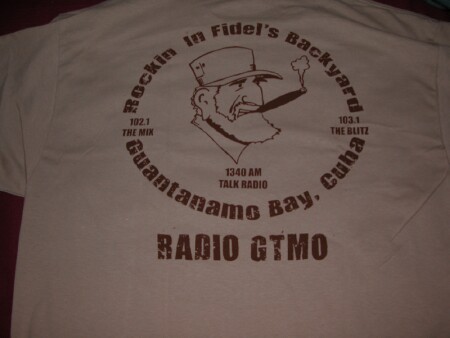 Rockin In Fidel's Backyard
102.1
THE MIX
103.1
THE BLITZ
1340 AM
TALK RADIO
Guantanamo Bay, Cuba
RADIO GTMO